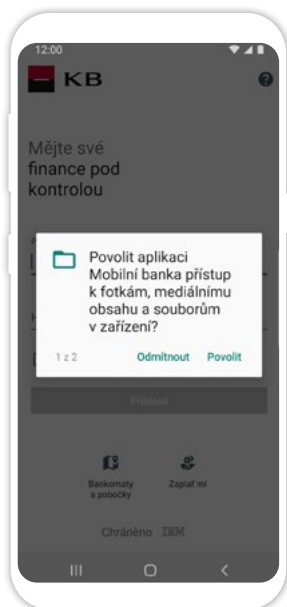 12:00
KB
Mějte své
finance pod
kontrolou
Povolit aplikaci
Mobilní banka přístup
k fotkám, mediálnímu
obsahu a souborům
v zařízení?
1 z 2 Odmítnout Povolit
Přihlásit
Bankomaty
a pobočky
Zaplať mi
Chráněno IBM